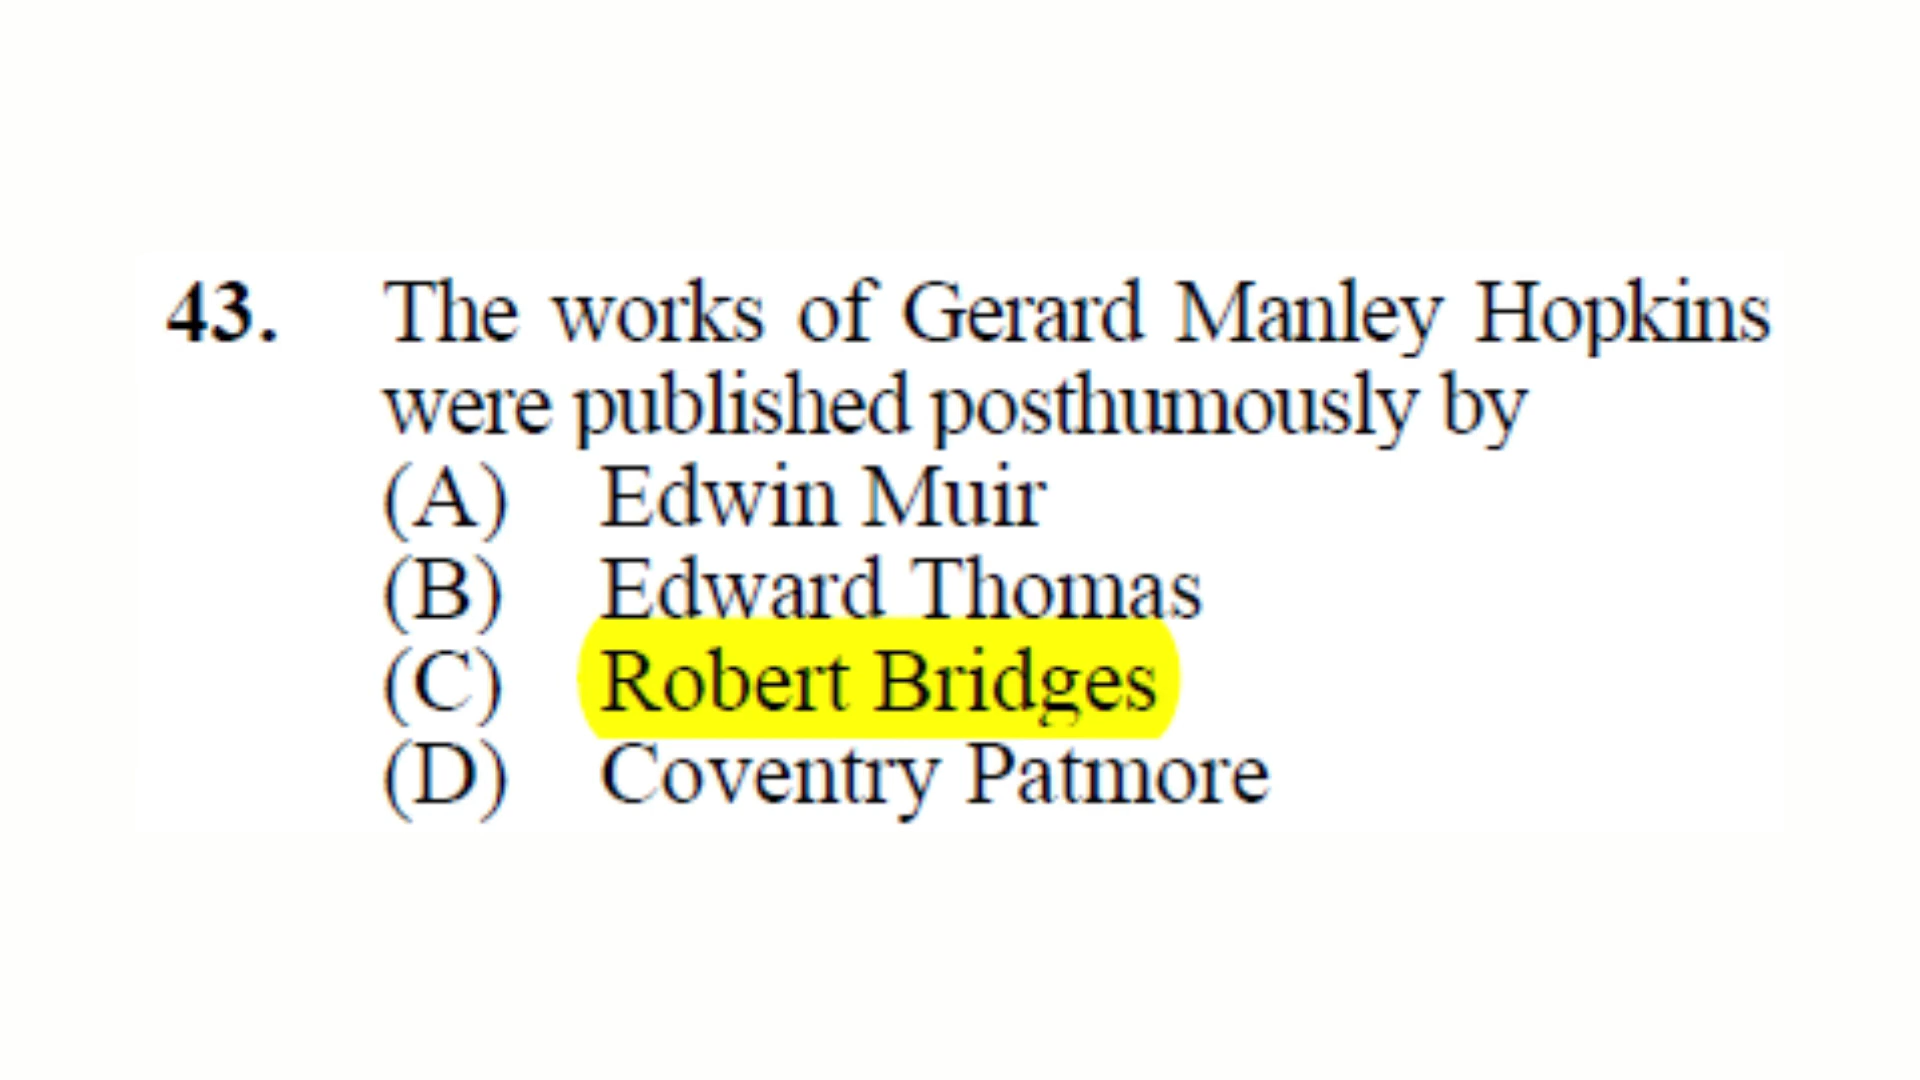 43. The works of Gerard Manley Hopkins
were published posthumously by
(A) Edwin Muir
(B) Edward Thomas
(C) Robert Bridges
(D) Coventry Patmore